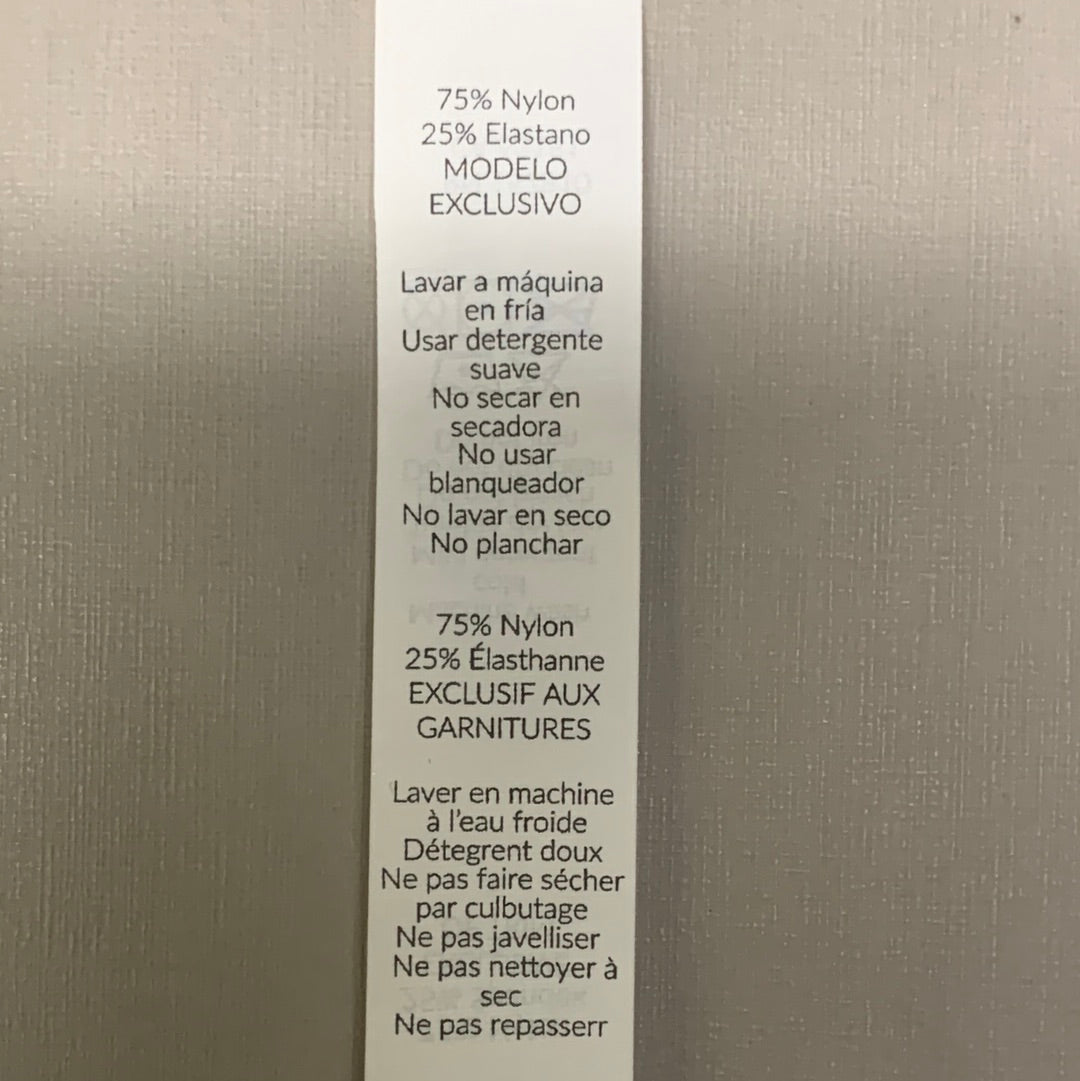 75% Nylon
25% Elastano
MODELO
EXCLUSIVO
Lavar a máquina
en fría
Usar detergente
suave
No secar en
secadora
No usar
blanqueador
No lavar en seco
No planchar
75% Nylon
25% Élasthanne
EXCLUSIF AUX
GARNITURES
Laver en machine
à l'eau froide
Détegrent doux
Ne pas faire sécher
par culbutage
Ne pas javelliser
Ne pas nettoyer à
sec
Ne pas repasserr